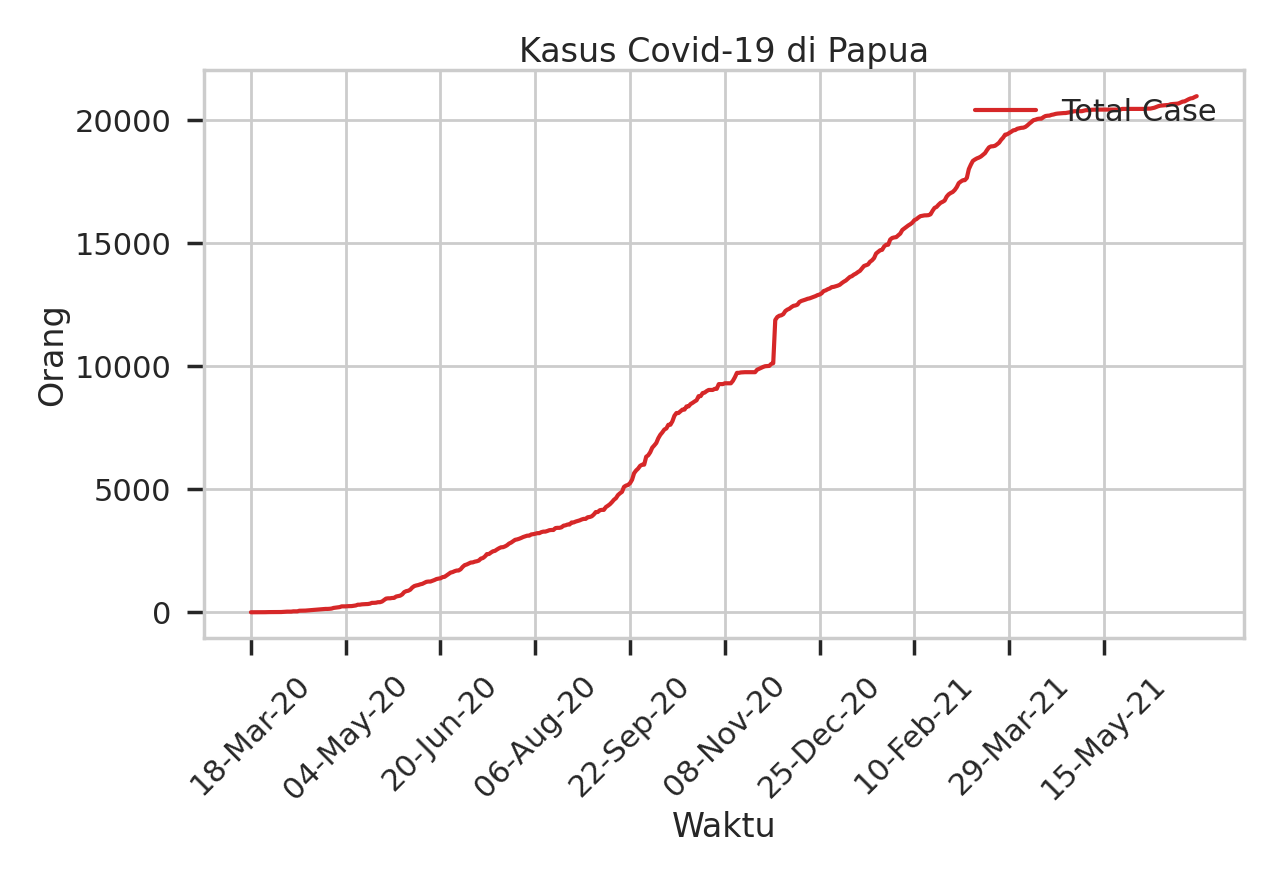 Kasus Covid-19 di Papua
Total Case
Orang
20000
15000
10000
5000
0
18-Mar-20
04-May-20
20-Jun-20
06-Aug-20
22-Sep-20
08-Nov-20
25-Dec-20
10-Feb-21
29-Mar-21
15-May-21
Waktu